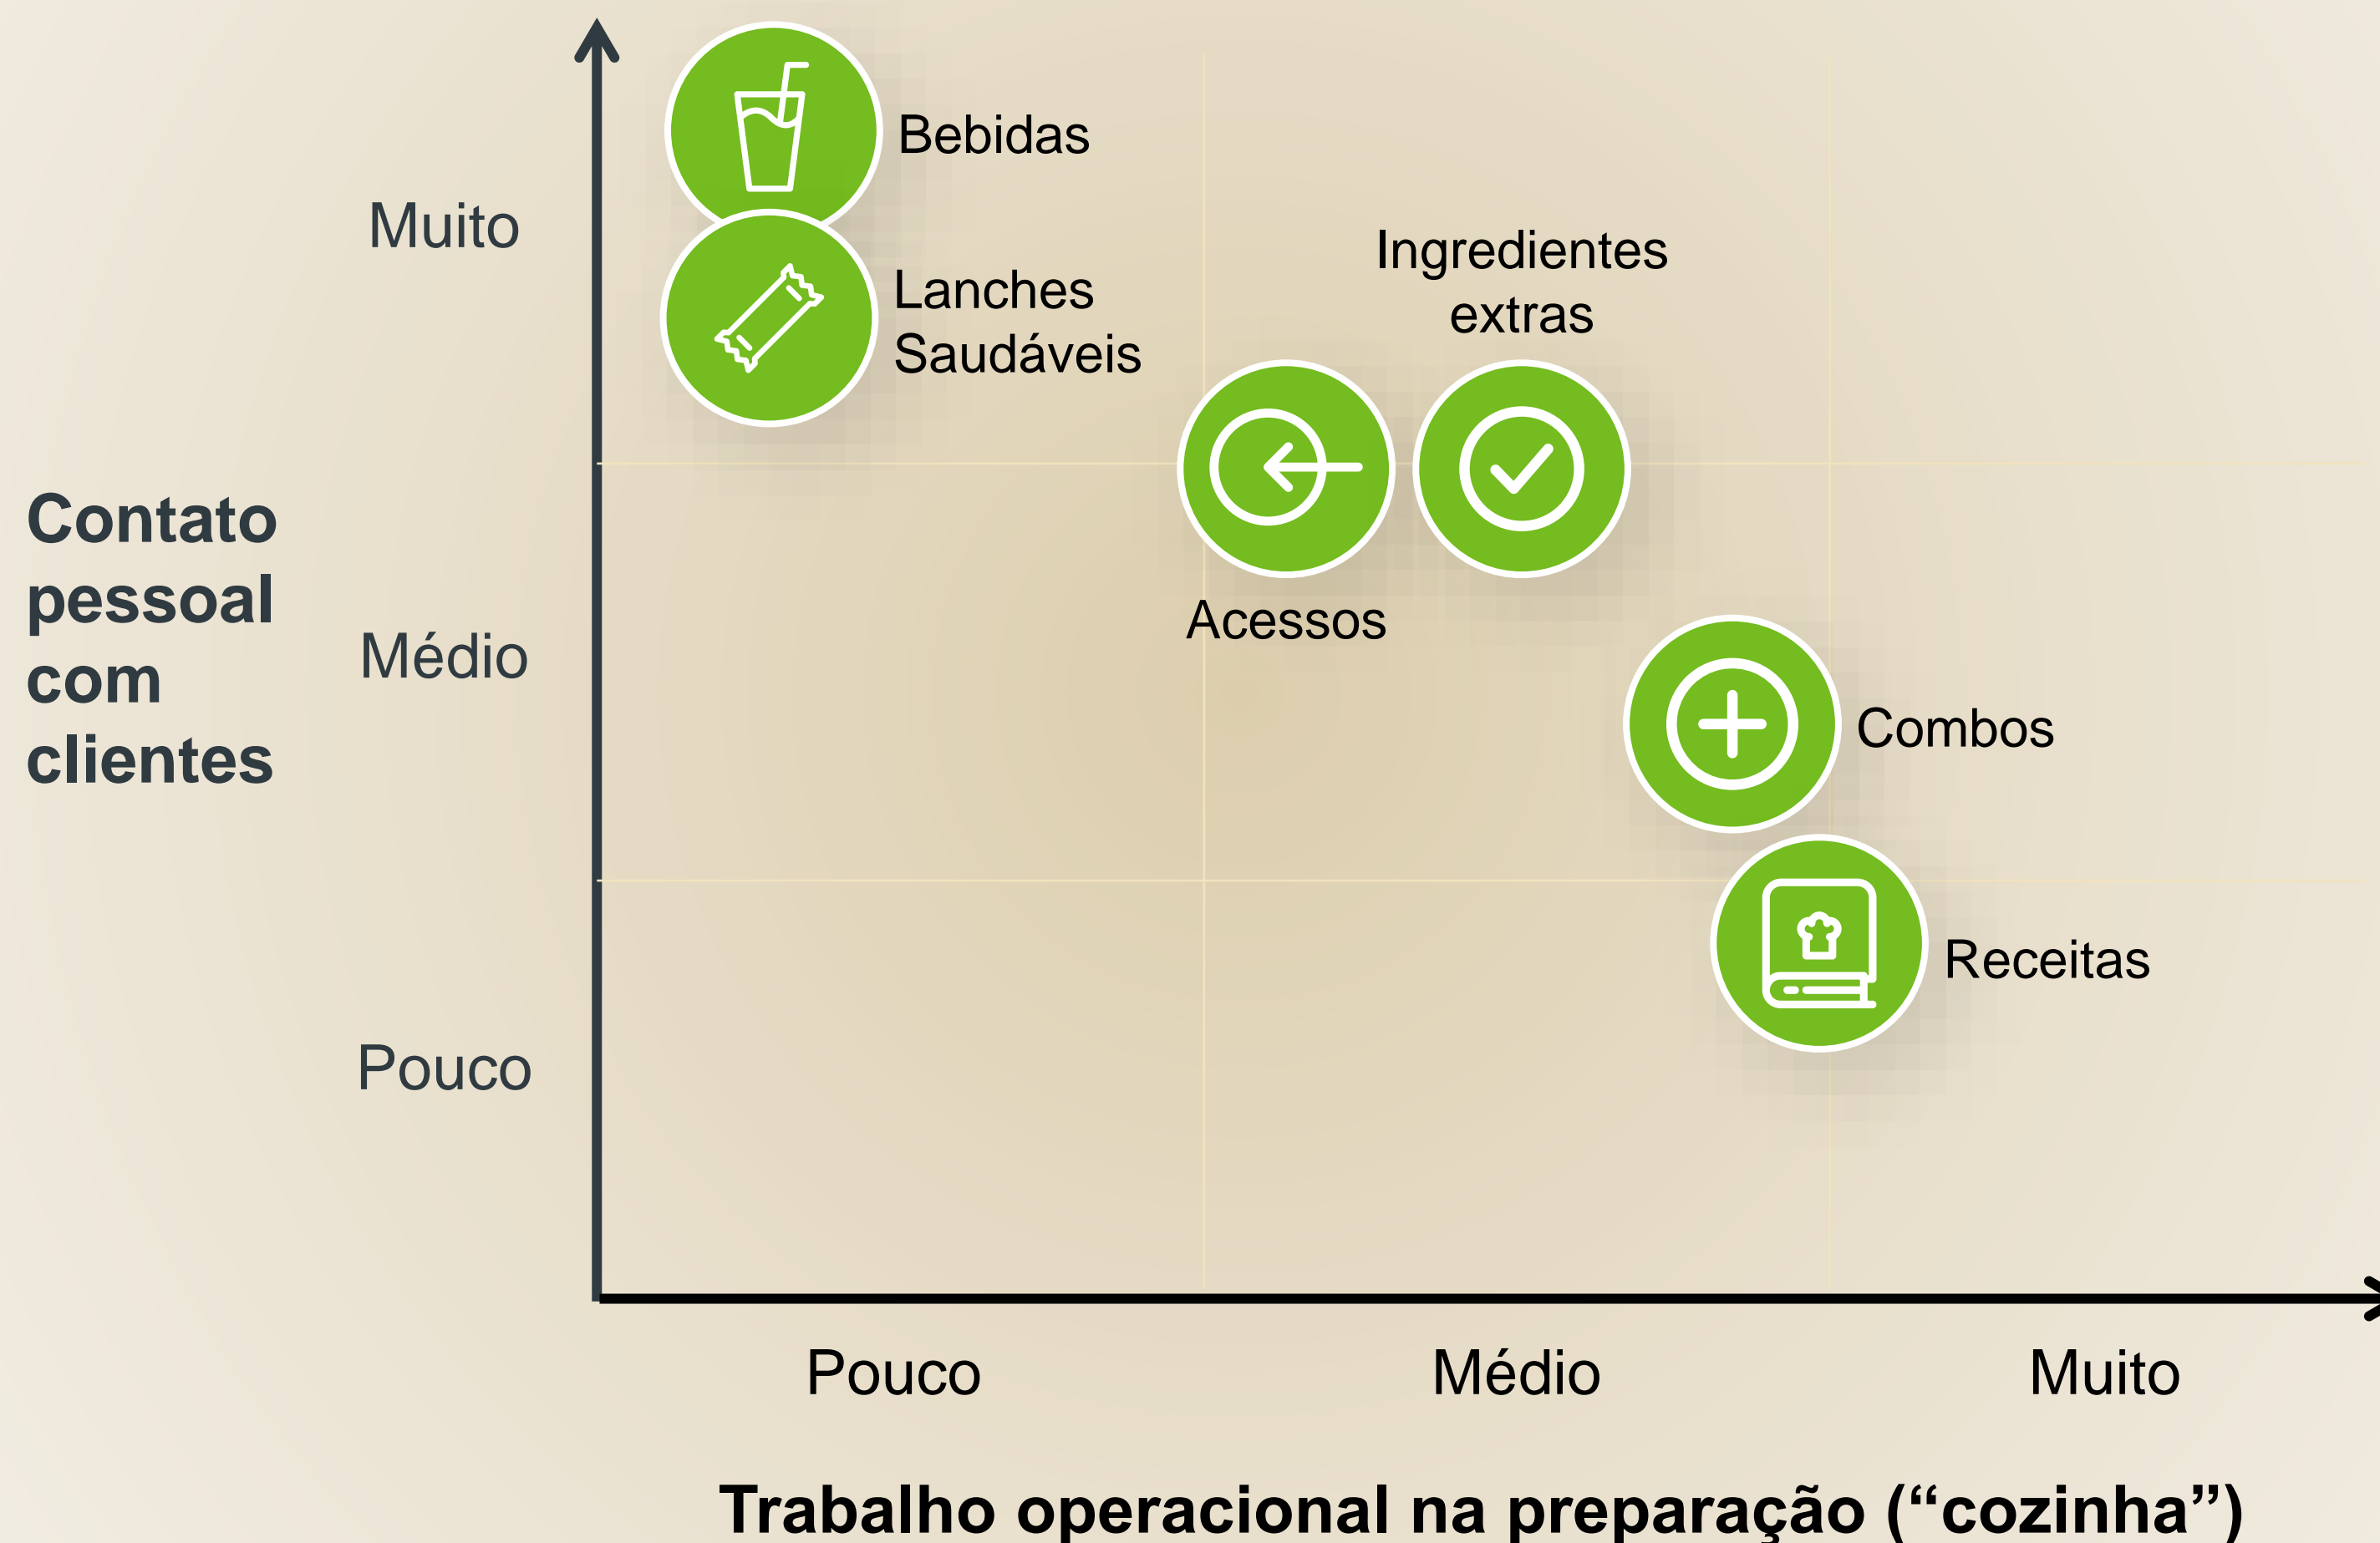 Bebidas
Muito
Ingredientes
extras
Lanches
Saudáveis
Contato
pessoal
com
clientes
Acessos
Médio
Combos
Receitas
Pouco
Pouco
Médio
Muito
Trabalho operacional na preparação (“cozinha”)